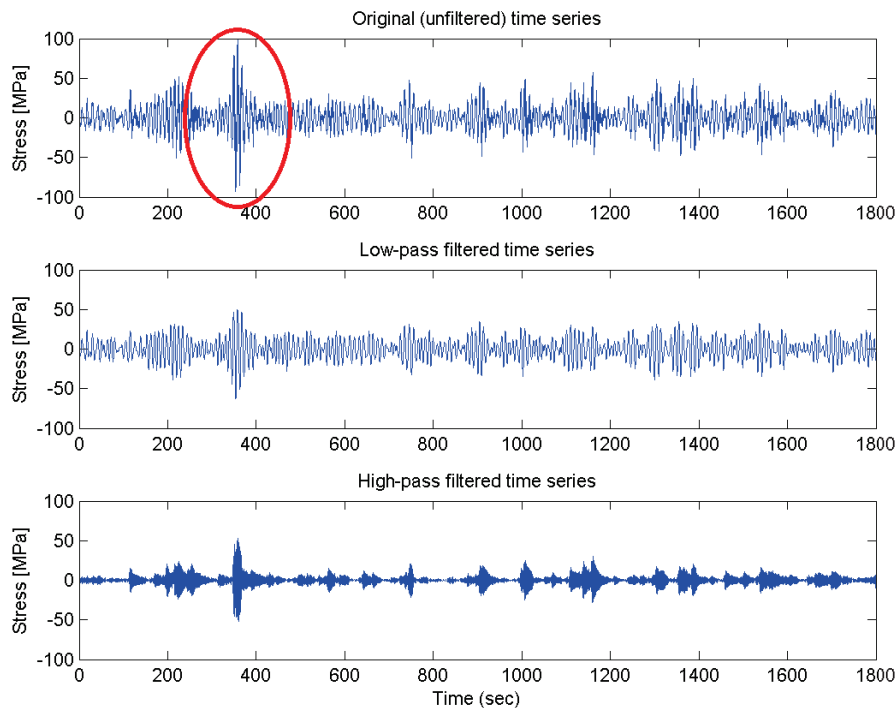 Original (unfiltered) time series
Stress [MPa]
100
50
0
-50
-100
0 200 400 600 800 1000 1200 1400 1600 1800
Low-pass filtered time series
Stress [MPa]
100
50
0
-50
-100
0 200 400 600 800 1000 1200 1400 1600 1800
High-pass filtered time series
Stress [MPa]
100
50
0
-50
-100
0 200 400 600 800 1000 1200 1400 1600 1800
Time (sec)